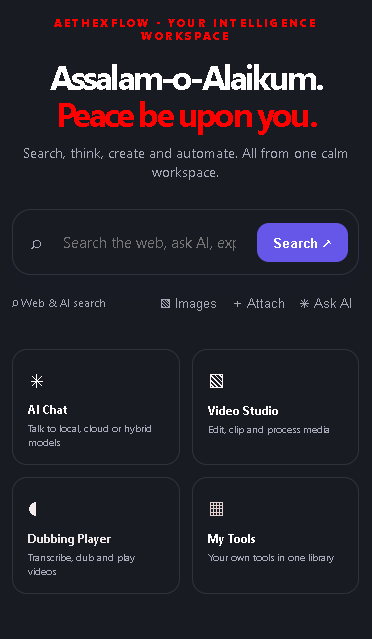 AETHEXFLOW · YOUR INTELLIGENCE
WORKSPACE
Assalam-o-Alaikum.
Peace be upon you.
Search, think, create and automate. All from one calm
workspace.
Search the web, ask AI, exp
Search ↗
Web & AI search
Images
+ Attach
Ask AI
AI Chat
Talk to local, cloud or hybrid
models
Video Studio
Edit, clip and process media
Dubbing Player
Transcribe, dub and play
videos
My Tools
Your own tools in one library